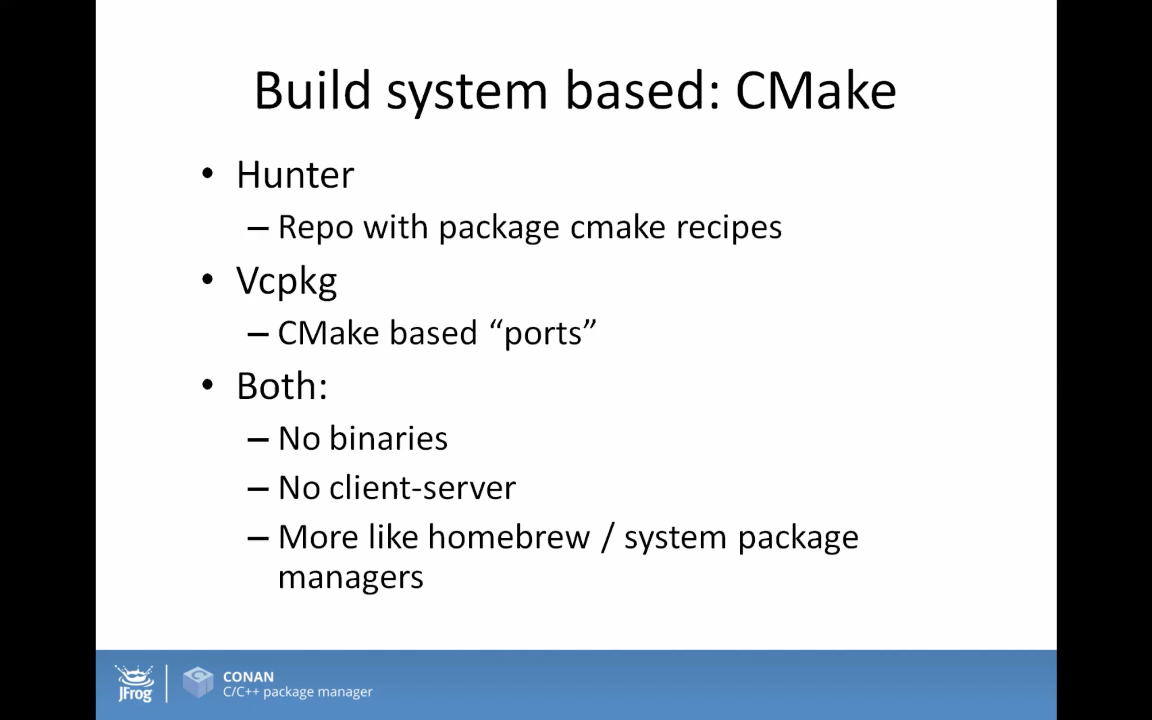 Build system based: CMake
• Hunter
– Repo with package cmake recipes
• Vcpkg
– CMake based “ports”
• Both:
– No binaries
– No client-server
– More like homebrew / system package
managers
JFrog
CONAN
C/C++ package manager